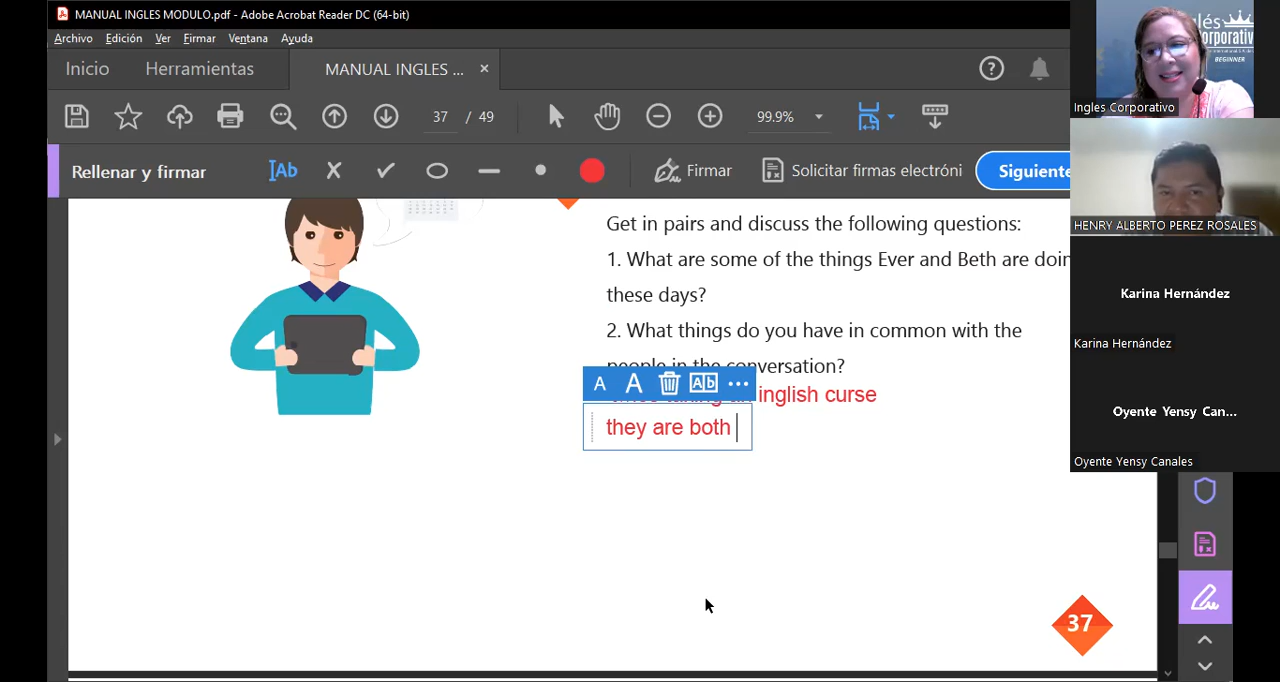 MANUAL INGLES MODULO.pdf - Adobe Acrobat Reader DC (64-bit)
Archivo Edición Ver Firmar Ventana Ayuda
Inicio Herramientas MANUAL INGLES ... ×
37 / 49 99.9%
Rellenar y firmar Ab Firmar Solicitar firmas electróni Siguiente
Get in pairs and discuss the following questions:
1. What are some of the things Ever and Beth are doin
these days?
2. What things do you have in common with the
people in the conversation?
A A Ab ...
inglish curse
they are both
37
BEGINNER
Ingles Corporativo
HENRY ALBERTO PEREZ ROSALES
Karina Hernández
Karina Hernández
Oyente Yensy Can...
Oyente Yensy Canales